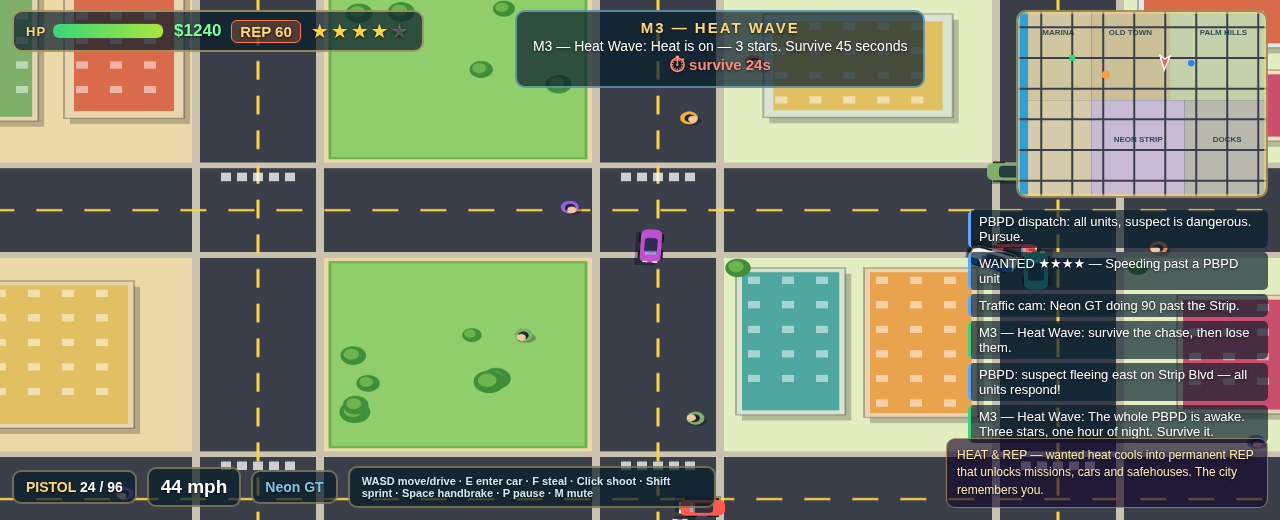 HP $1240 REP 60 ★★★★★
M3 — HEAT WAVE
M3 — Heat Wave: Heat is on — 3 stars. Survive 45 seconds
⏱ survive 24s
MARINA OLD TOWN PALM HILLS
NEON STRIP DOCKS
PBPD dispatch: all units, suspect is dangerous.
Pursue.
WANTED ★★★★ — Speeding past a PBPD
unit
Traffic cam: Neon GT doing 90 past the Strip.
M3 — Heat Wave: survive the chase, then lose
them.
PBPD: suspect fleeing east on Strip Blvd — all
units respond!
M3 — Heat Wave: The whole PBPD is awake.
Three stars, one hour of night. Survive it.
HEAT & REP — wanted heat cools into permanent REP
that unlocks missions, cars and safehouses. The city
remembers you.
PISTOL 24 / 96
44 mph
Neon GT
WASD move/drive · E enter car · F steal · Click shoot · Shift
sprint · Space handbrake · P pause · M mute